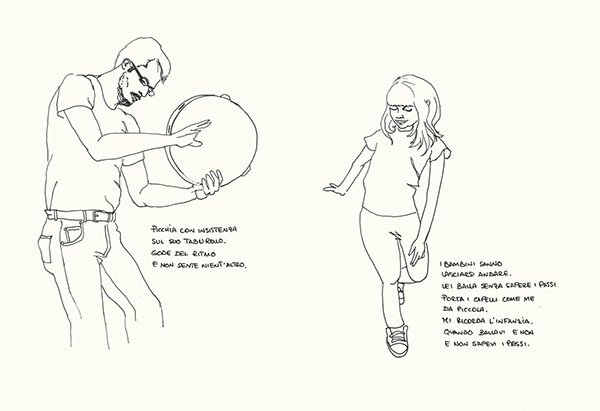 PICCHIA CON INSISTENZA
SUL SUO TABURELLO.
GODE DEL RITMO
E NON SENTE NIENT'ALTRO.
I BAMBINI SANNO
LASCIARSI ANDARE.
LEI BALLA SENZA SAPERE I PASSI.
PORTA I CAPELLI COME ME
DA PICCOLA.
MI RICORDA L'INFANZIA.
QUANDO BALLAVI E NON
E NON SAPEVI I PASSI.